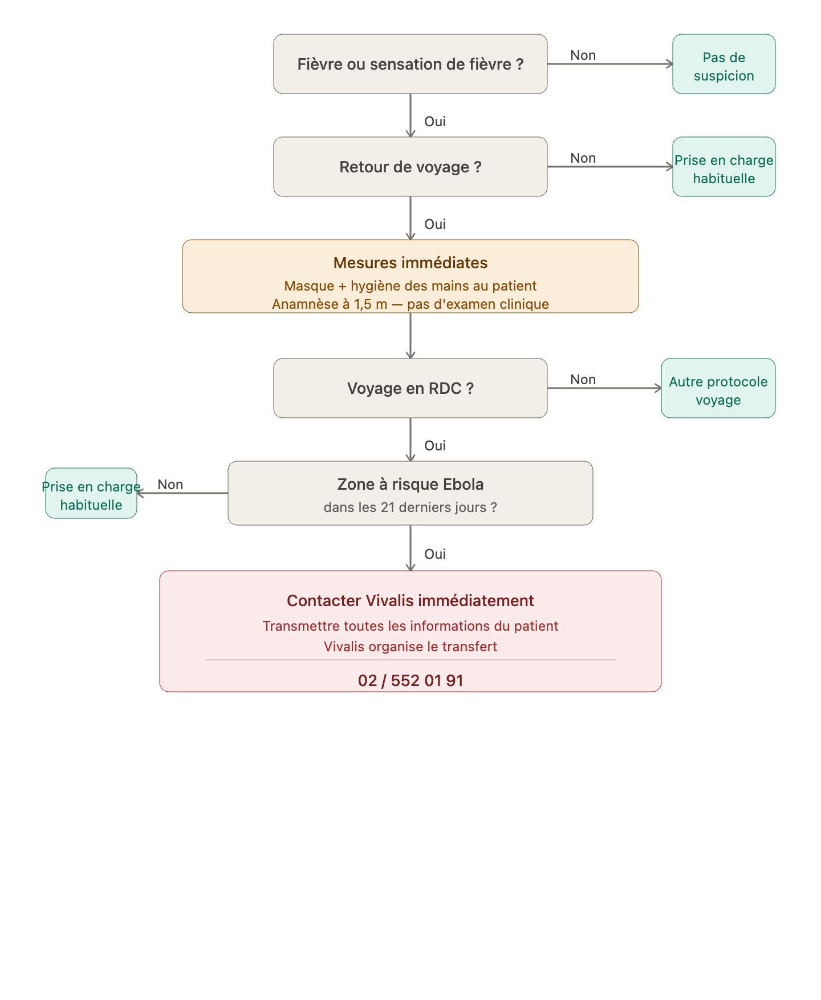 Fièvre ou sensation de fièvre ?
Non
Pas de
suspicion
Oui
Retour de voyage ?
Non
Prise en charge
habituelle
Oui
Mesures immédiates
Masque + hygiène des mains au patient
Anamnèse à 1,5 m — pas d'examen clinique
Voyage en RDC ?
Non
Autre protocole
voyage
Oui
Zone à risque Ebola
dans les 21 derniers jours ?
Non
Prise en charge
habituelle
Oui
Contacter Vivalis immédiatement
Transmettre toutes les informations du patient
Vivalis organise le transfert
02 / 552 01 91